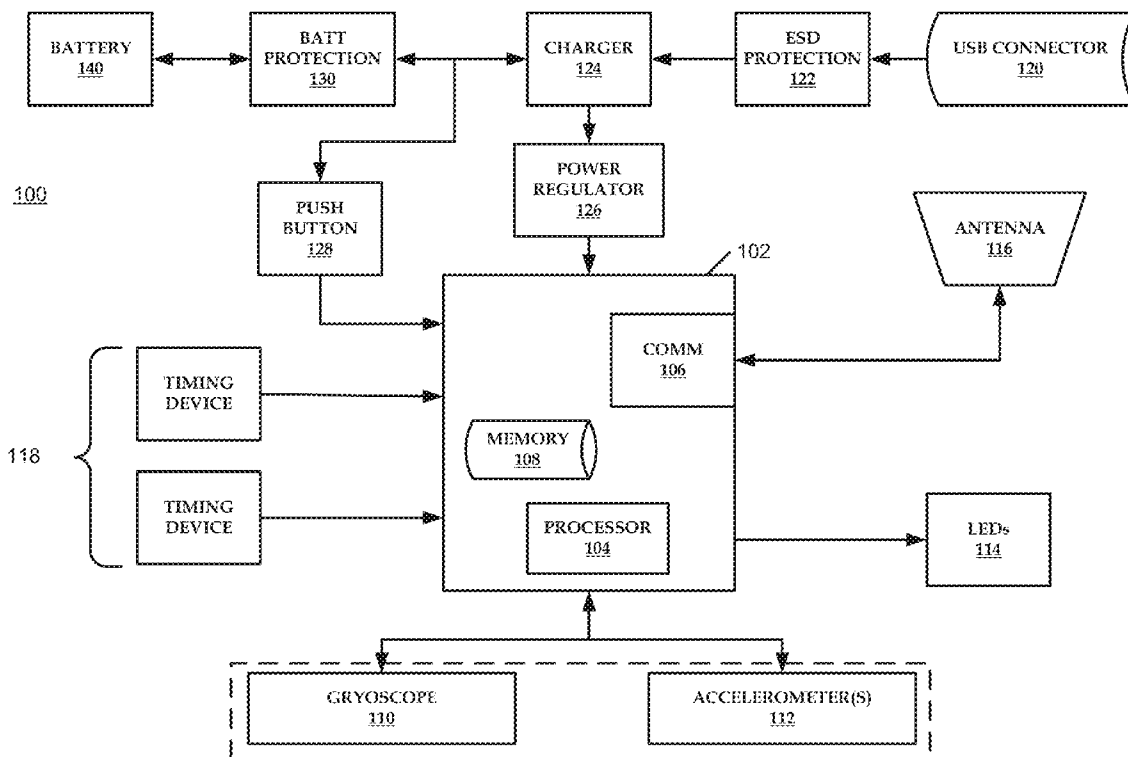 BATTERY
140
BATT
PROTECTION
130
CHARGER
124
ESD
PROTECTION
122
USB CONNECTOR
120
100
PUSH
BUTTON
128
POWER
REGULATOR
126
ANTENNA
116
102
COMM
106
118
TIMING
DEVICE
TIMING
DEVICE
MEMORY
108
PROCESSOR
104
LEDs
114
GRYOSCOPE
110
ACCELEROMETER(S)
112